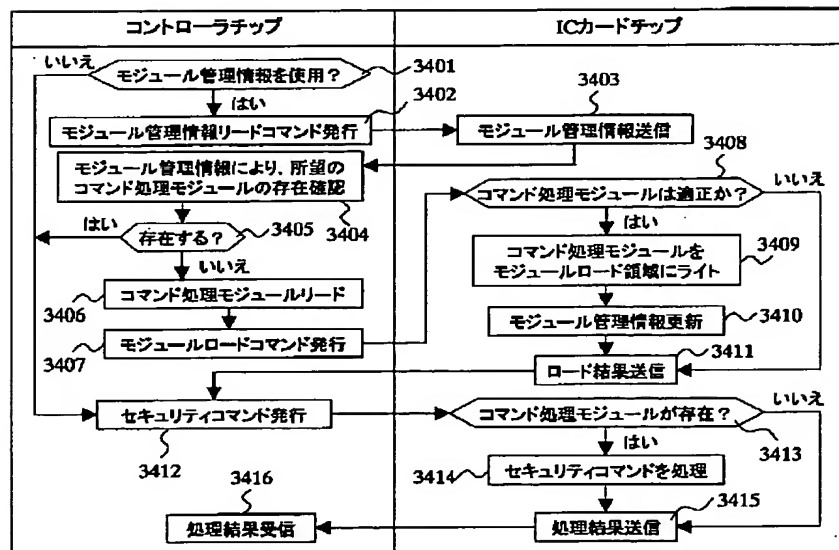 コントローラチップ
ICカードチップ
モジュール管理情報を使用?
3401
いいえ
はい
3402
モジュール管理情報リードコマンド発行
3403
モジュール管理情報送信
モジュール管理情報により、所望の
コマンド処理モジュールの存在確認
3404
存在する?
3405
はい
いいえ
コマンド処理モジュールリード
3406
モジュールロードコマンド発行
3407
3408
コマンド処理モジュールは適正か?
いいえ
はい
コマンド処理モジュールを
モジュールロード領域にライト
3409
モジュール管理情報更新
3410
3411
ロード結果送信
セキュリティコマンド発行
3412
コマンド処理モジュールが存在?
いいえ
3413
はい
3414
セキュリティコマンドを処理
3415
処理結果送信
3416
処理結果受信